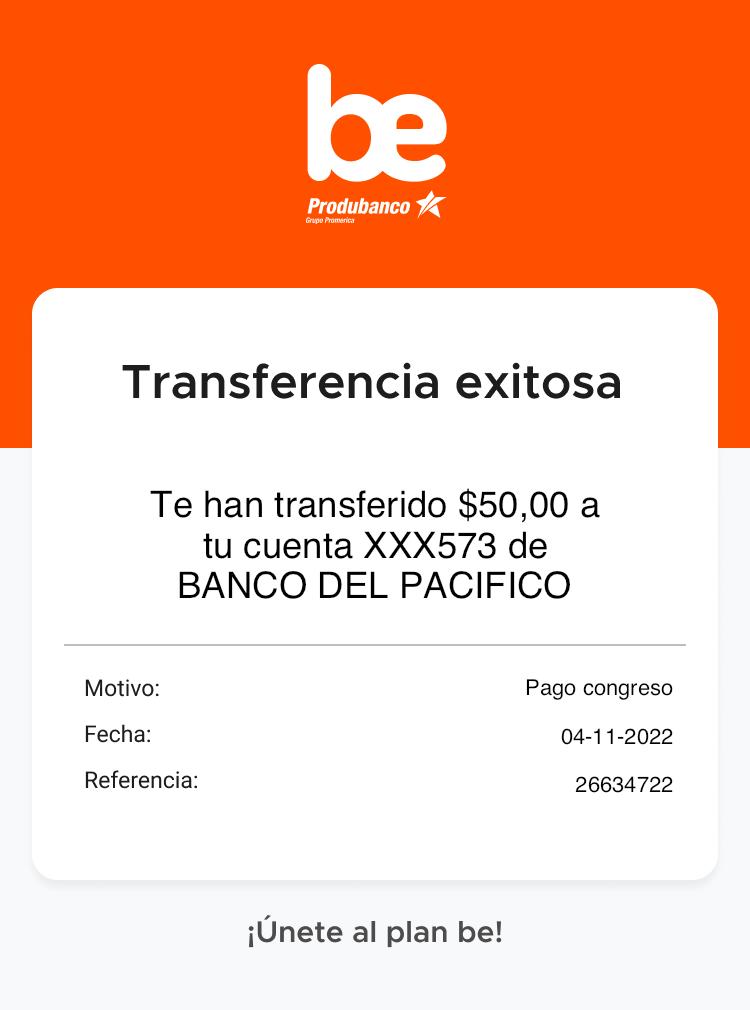 be
Produbanco
Grupo Promerica
Transferencia exitosa
Te han transferido $50,00 a
tu cuenta XXX573 de
BANCO DEL PACIFICO
Motivo: Pago congreso
Fecha: 04-11-2022
Referencia: 26634722
¡Únete al plan be!